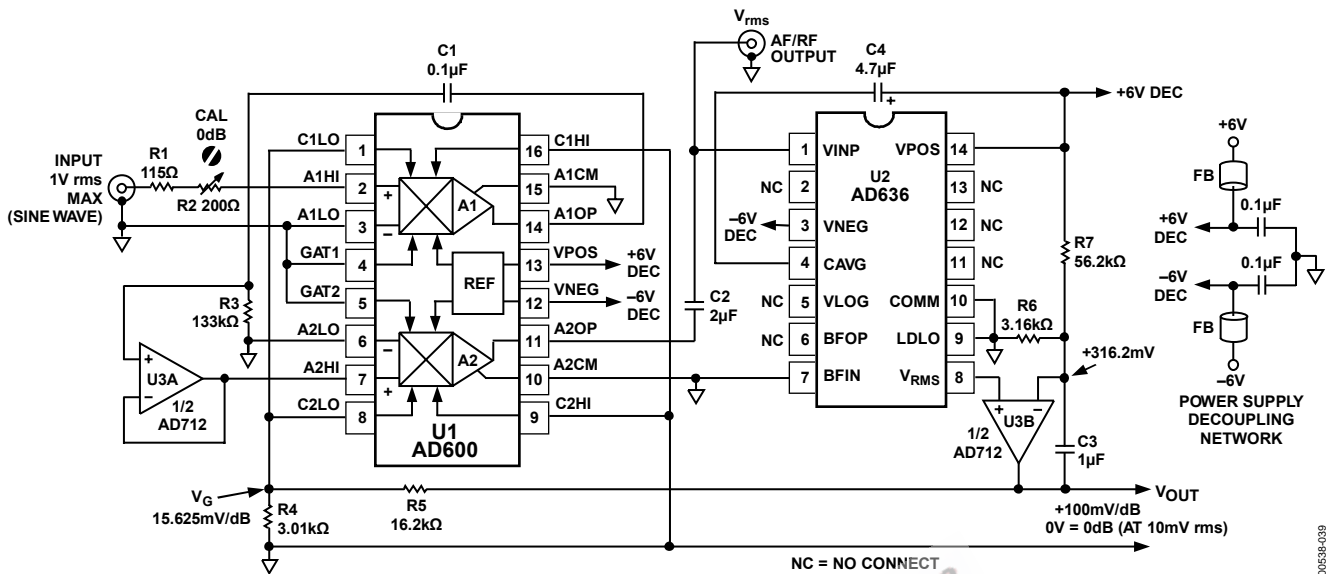 INPUT
1V rms
MAX
(SINE WAVE)
R1
115Ω
CAL
0dB
R2 200Ω
C1
0.1µF
C1LO
A1HI
A1LO
GAT1
GAT2
A2LO
A2HI
C2LO
1
2
3
4
5
6
7
8
+
–
–
+
A1
REF
A2
U1
AD600
16
15
14
13
12
11
10
9
C1HI
A1CM
A1OP
VPOS
VNEG
A2OP
A2CM
C2HI
+6V
DEC
–6V
DEC
R3
133kΩ
+
–
U3A
1/2
AD712
VG
15.625mV/dB
R4
3.01kΩ
R5
16.2kΩ
Vrms
AF/RF
OUTPUT
C2
2µF
C4
4.7µF
+
+6V DEC
1
2
3
4
5
6
7
NC
–6V
DEC
NC
NC
VINP
VNEG
CAVG
VLOG
BFOP
BFIN
U2
AD636
VPOS
COMM
LDLO
VRMS
14
13
12
11
10
9
8
NC
NC
NC
R7
56.2kΩ
R6
3.16kΩ
+316.2mV
+
–
U3B
1/2
AD712
C3
1µF
VOUT
+100mV/dB
0V = 0dB (AT 10mV rms)
NC = NO CONNECT
+6V
FB
0.1µF
+6V
DEC
–6V
DEC
0.1µF
FB
–6V
POWER SUPPLY
DECOUPLING
NETWORK
00538-039